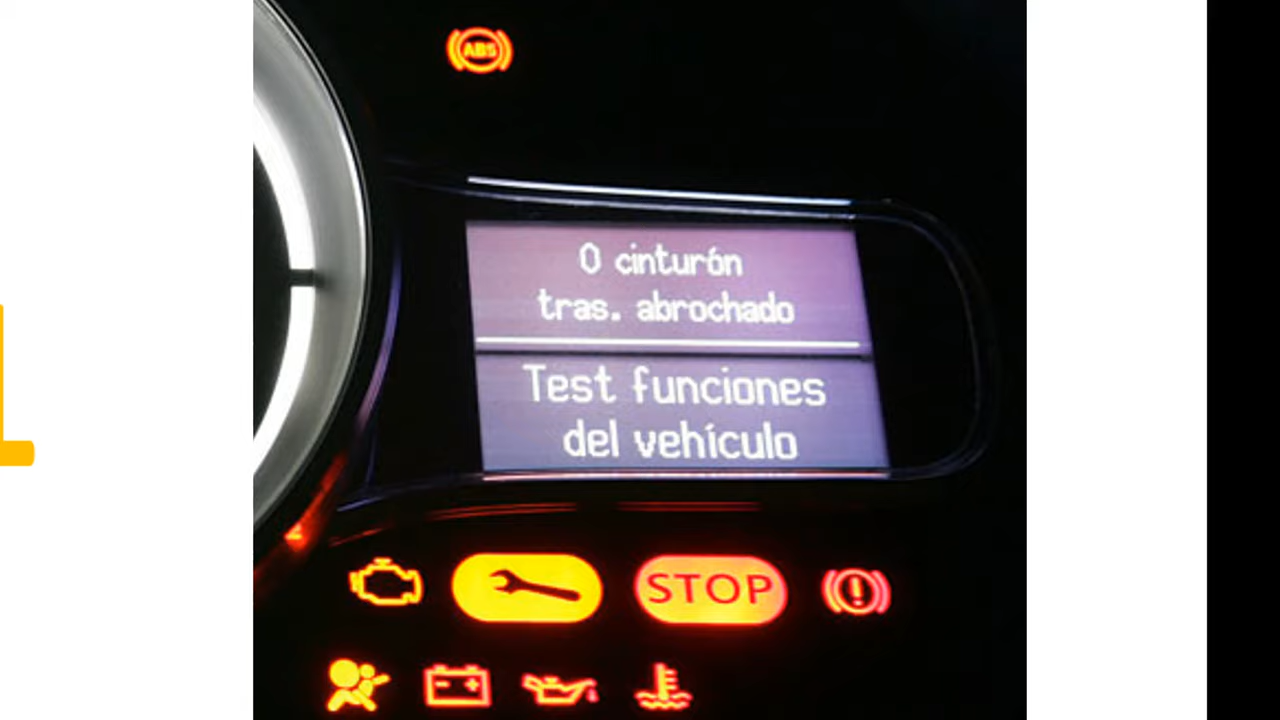 ABS
0 cinturón
tras. abrochado
Test funciones
del vehículo
STOP